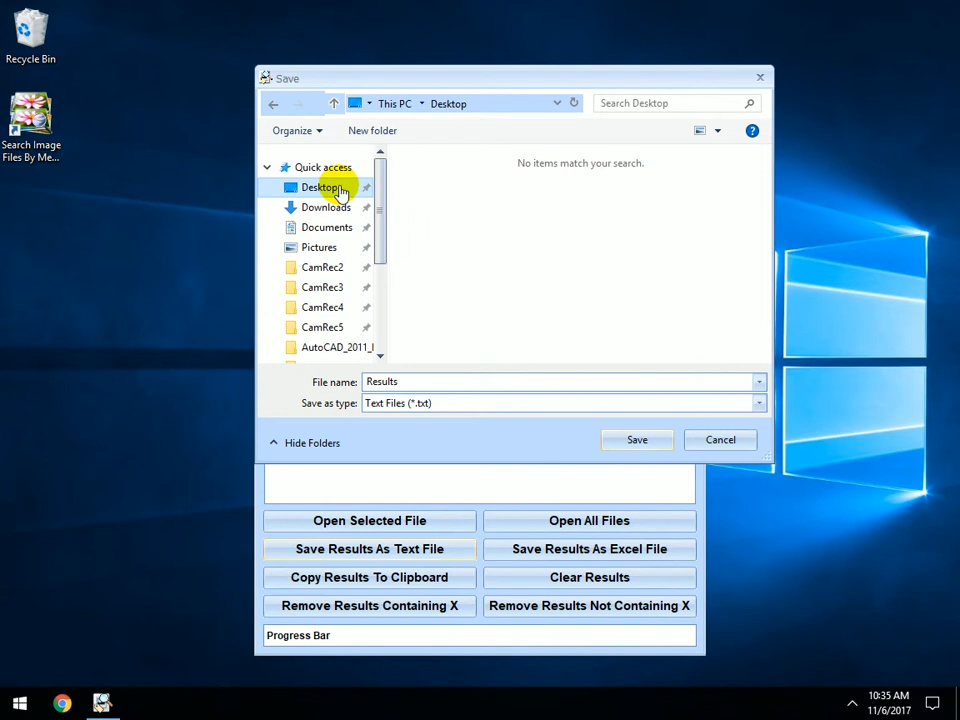 Recycle Bin
Search Image
Files By Me...
Save
This PC
Desktop
Search Desktop
Organize
New folder
Quick access
Desktop
Downloads
Documents
Pictures
CamRec2
CamRec3
CamRec4
CamRec5
AutoCAD_2011_
No items match your search.
File name:
Results
Save as type:
Text Files (*.txt)
Hide Folders
Save
Cancel
Open Selected File
Open All Files
Save Results As Text File
Save Results As Excel File
Copy Results To Clipboard
Clear Results
Remove Results Containing X
Remove Results Not Containing X
Progress Bar
10:35 AM
11/6/2017